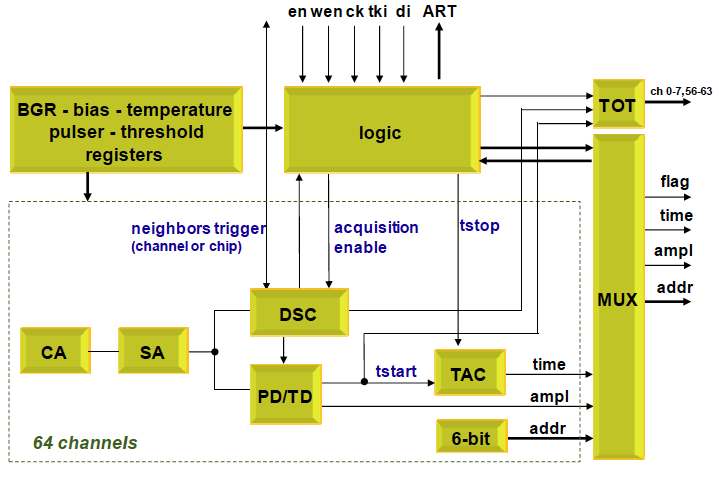 en wen ck tki di ART
BGR - bias - temperature
pulser - threshold
registers
logic
TOT
ch 0-7,56-63
flag
time
ampl
addr
MUX
neighbors trigger
(channel or chip)
acquisition
enable
tstop
DSC
CA
SA
PD/TD
tstart
TAC
time
ampl
6-bit
addr
64 channels